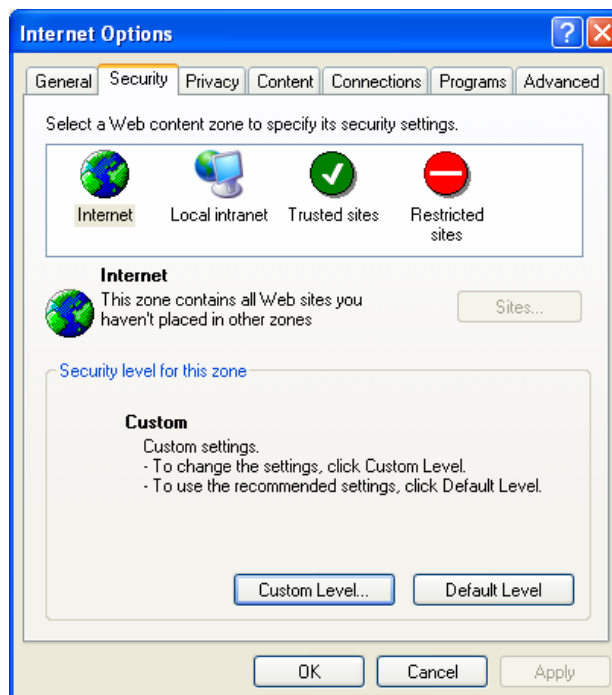 Internet Options
General Security Privacy Content Connections Programs Advanced
Select a Web content zone to specify its security settings.
Internet Local intranet Trusted sites Restricted
sites
Internet
This zone contains all Web sites you
haven't placed in other zones
Sites...
Security level for this zone
Custom
Custom settings.
- To change the settings, click Custom Level.
- To use the recommended settings, click Default Level.
Custom Level... Default Level
OK Cancel Apply